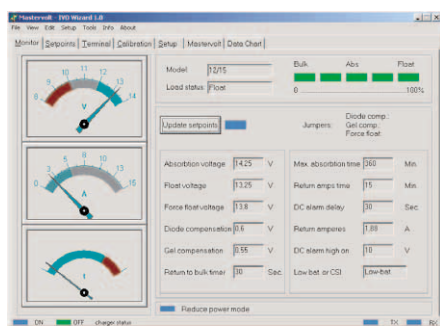 Mastervolt - IVO Wizard 1.0
File View Edit Setup Tools Info About
Monitor Setpoints Terminal Calibration Setup Mastervolt Data Chart
8 9 10 11 12 13 14
V
0 3 6 8 10 13 16
A
t
Model 12/15
Load status: Float
Bulk Abs Float
0 100%
Update setpoints
Jumpers:
Diode comp.:
Gel comp.:
Force float:
Absorbtion voltage 14,25 V
Float voltage 13,25 V
Force float voltage 13,8 V
Diode compensation 0,6 V
Gel compensation 0,55 V
Return to bulk timer 30 Sec.
Max. absorbtion time 360 Min.
Return amps time 15 Min.
DC alarm delay 30 Sec.
Return amperes 1,00 A
DC alarm high on 10 V
Low bat. or CSI Low-bat.
Reduce power mode
ON OFF charger status TX RX